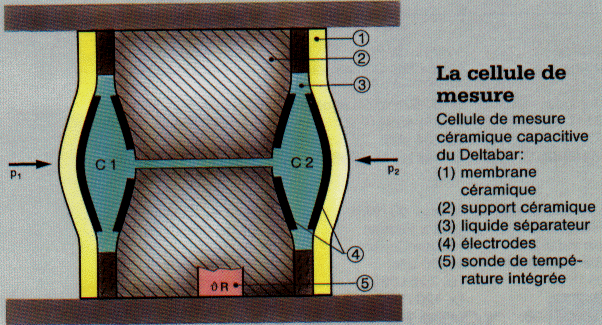 1
2
3
C 1
C 2
p1
p2
4
ϑR
5
La cellule de
mesure
Cellule de mesure
céramique capacitive
du Deltabar:
(1) membrane
céramique
(2) support céramique
(3) liquide séparateur
(4) électrodes
(5) sonde de tempé-
rature intégrée